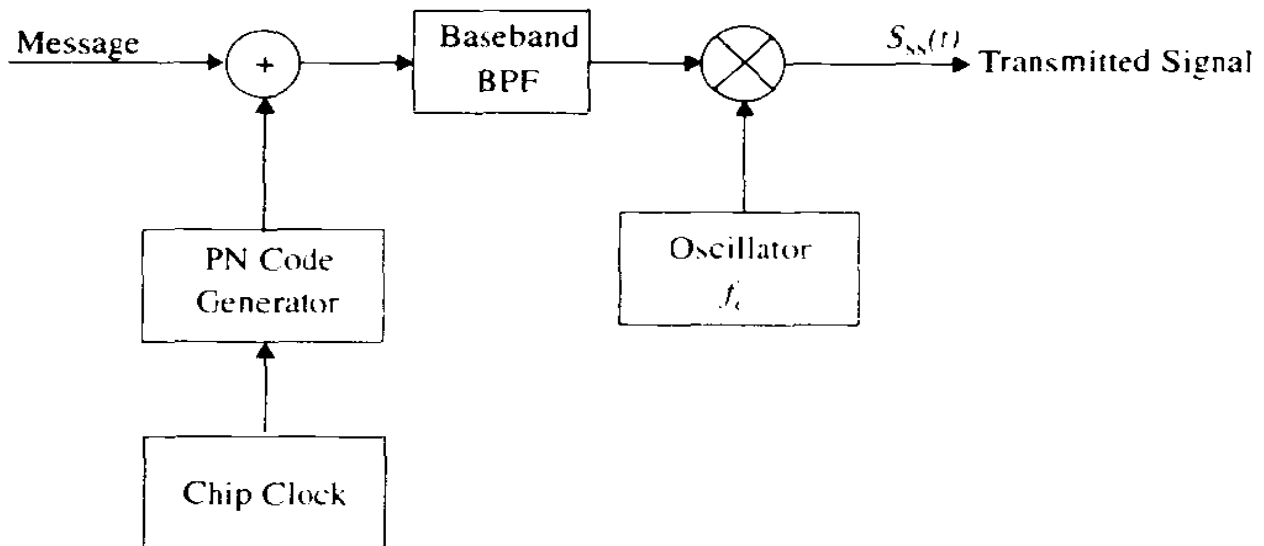 Message
+
Baseband
BPF
S_ss(t)
Transmitted Signal
PN Code
Generator
Oscillator
f_c
Chip Clock